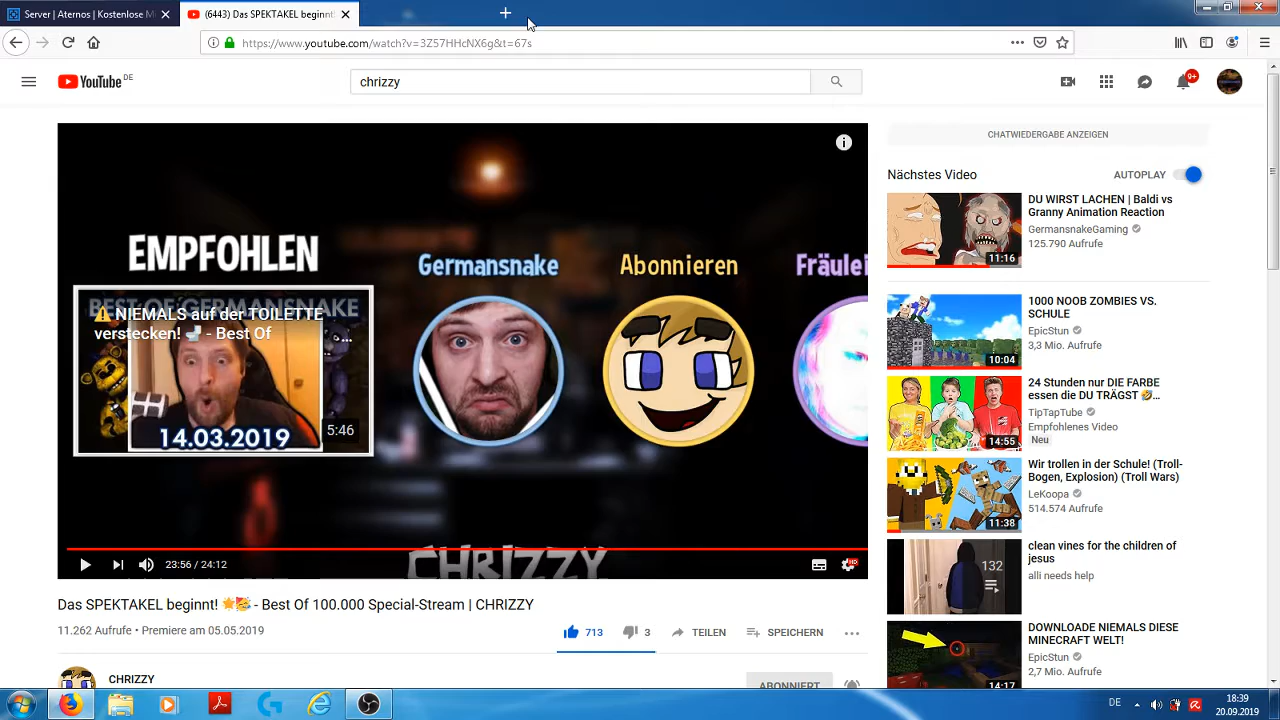 Server | Aternos | Kostenlose Mi
(6443) Das SPEKTAKEL beginnt!
https://www.youtube.com/watch?v=3Z57HHcNX6g&t=67s
YouTube DE
chrizzy
9+
CHATWIEDERGABE ANZEIGEN
Nächstes Video
AUTOPLAY
DU WIRST LACHEN | Baldi vs
Granny Animation Reaction
GermansnakeGaming
125.790 Aufrufe
11:16
1000 NOOB ZOMBIES VS.
SCHULE
EpicStun
3,3 Mio. Aufrufe
10:04
24 Stunden nur DIE FARBE
essen die DU TRÄGST 🤣...
TipTapTube
Empfohlenes Video
Neu
14:55
Wir trollen in der Schule! (Troll-
Bogen, Explosion) (Troll Wars)
LeKoopa
514.574 Aufrufe
11:38
clean vines for the children of
jesus
alli needs help
132
DOWNLOADE NIEMALS DIESE
MINECRAFT WELT!
EpicStun
2,7 Mio. Aufrufe
14:17
EMPFOHLEN
Germansnake
Abonnieren
Fräulei
BEST OF GERMANSNAKE
⚠️ NIEMALS auf der TOILETTE
verstecken! 🚽 - Best Of
...
5:46
14.03.2019
CHRIZZY
23:56 / 24:12
HD
Das SPEKTAKEL beginnt! 🌟🥳 - Best Of 100.000 Special-Stream | CHRIZZY
11.262 Aufrufe • Premiere am 05.05.2019
713
3
TEILEN
SPEICHERN
CHRIZZY
ABONNIERT
DE
18:39
20.09.2019